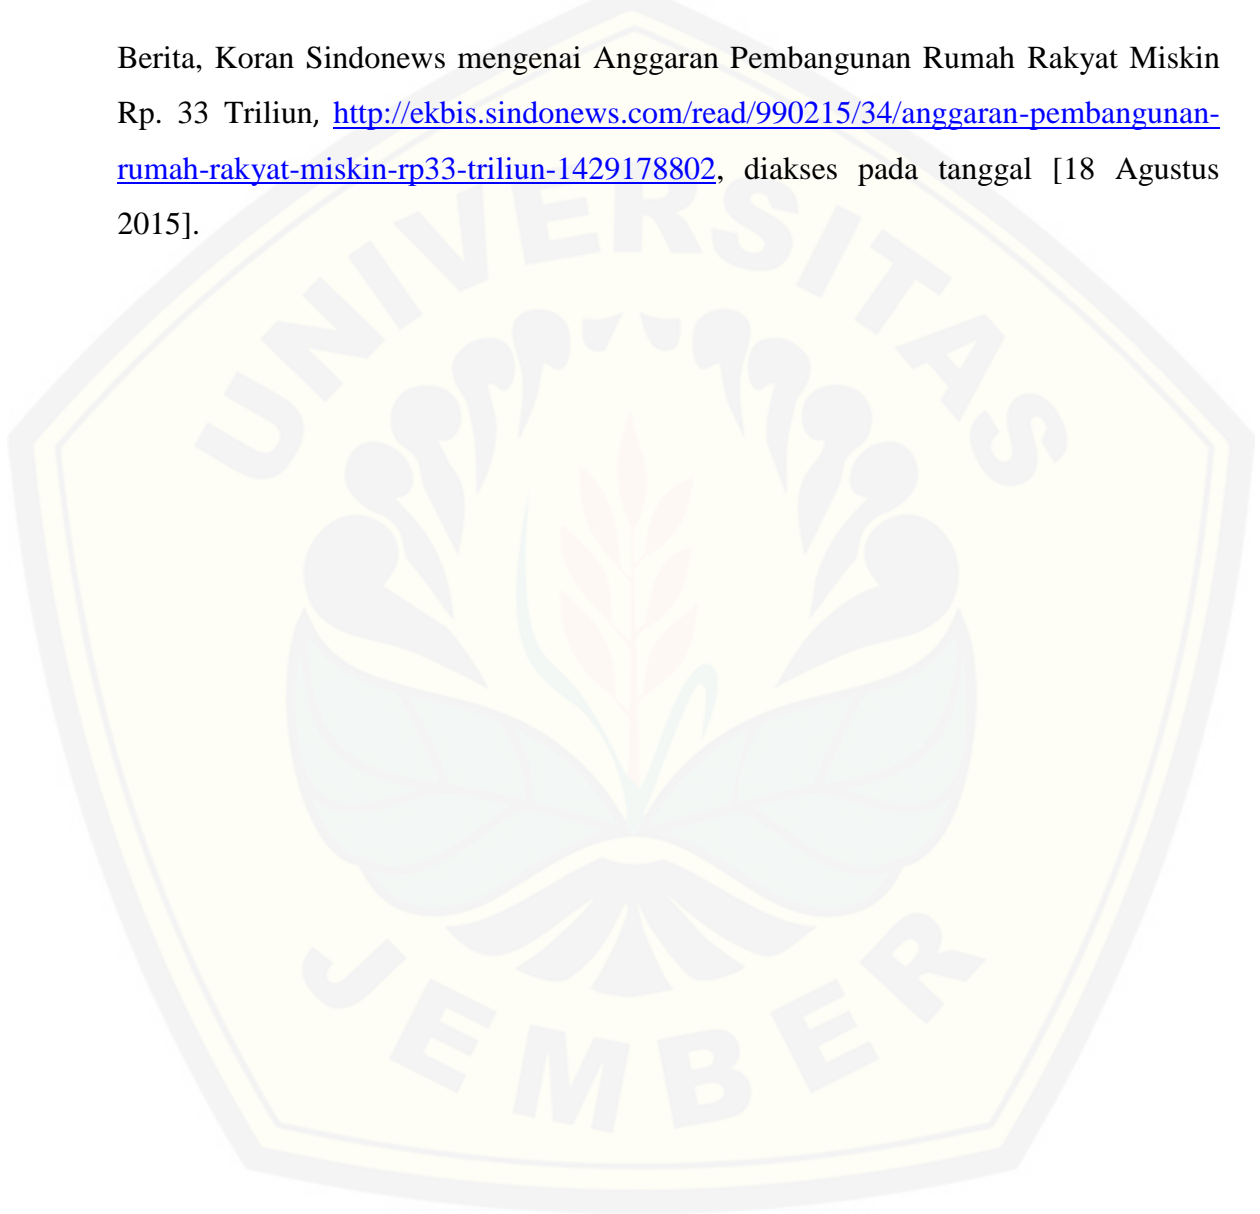 Berita, Koran Sindonews mengenai Anggaran Pembangunan Rumah Rakyat Miskin
Rp. 33 Triliun, http://ekbis.sindonews.com/read/990215/34/anggaran-pembangunan-
rumah-rakyat-miskin-rp33-triliun-1429178802, diakses pada tanggal [18 Agustus
2015].
UNIVERSITAS
JEMBER